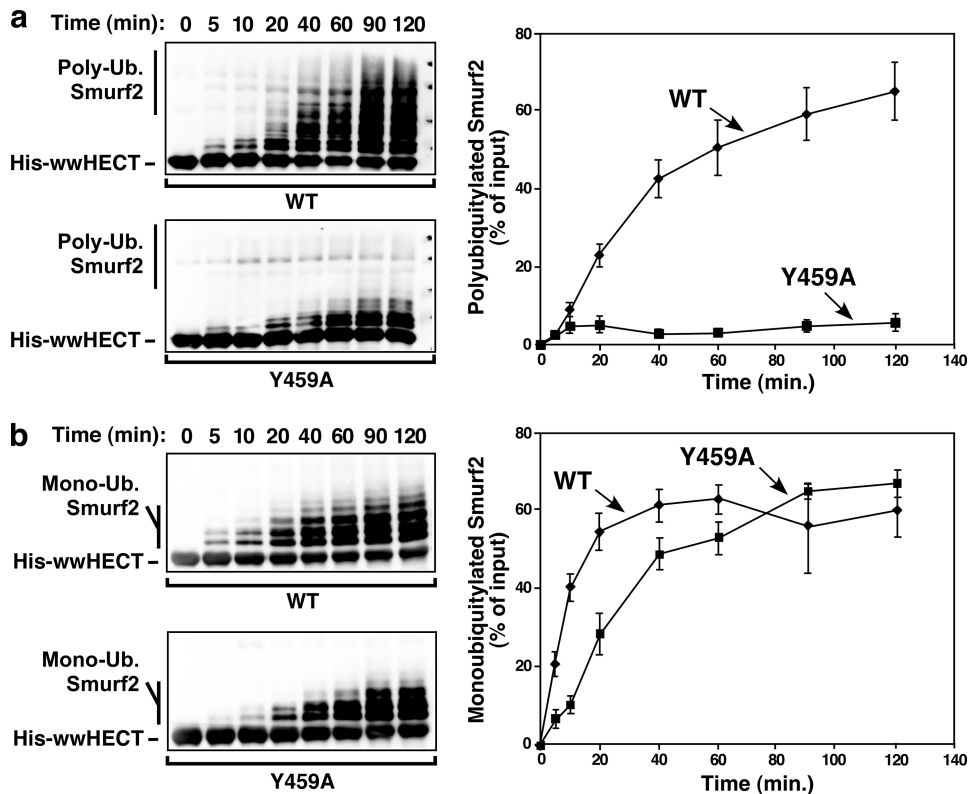 a
Time (min): 0 5 10 20 40 60 90 120
Poly-Ub.
Smurf2
His-wwHECT –
WT
Poly-Ub.
Smurf2
His-wwHECT –
Y459A
Polyubiquitylated Smurf2
(% of input)
80
60
40
20
0
WT
Y459A
0 20 40 60 80 100 120 140
Time (min.)
b
Time (min): 0 5 10 20 40 60 90 120
Mono-Ub.
Smurf2
His-wwHECT –
WT
Mono-Ub.
Smurf2
His-wwHECT –
Y459A
Monoubiquitylated Smurf2
(% of input)
80
60
40
20
0
WT
Y459A
0 20 40 60 80 100 120 140
Time (min.)